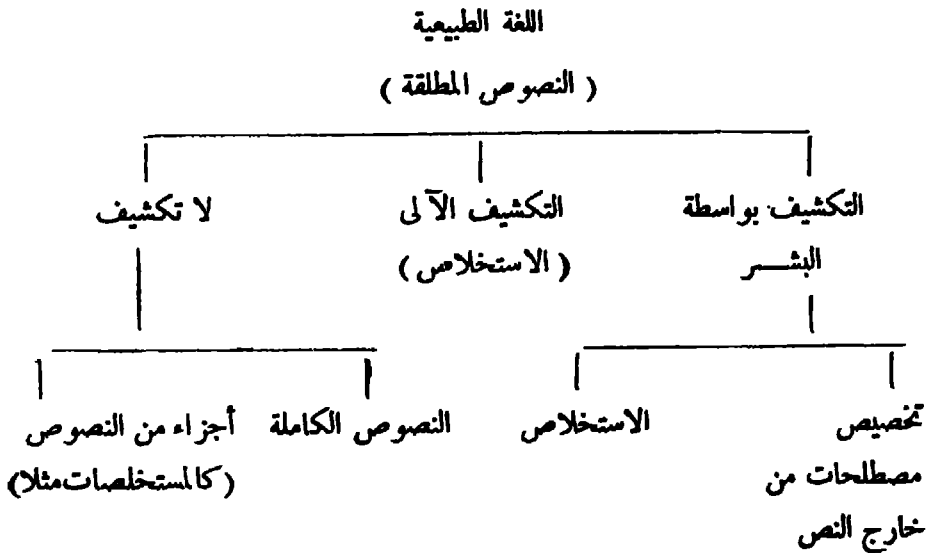 اللغة الطبيعية
( النصوص المطلقة )
التكشيف بواسطة التكشيف الآلى لا تكشيف
البشــــر ( الاستخلاص )
تخصيص الاستخلاص النصوص الكاملة أجزاء من النصوص
مصطلحات من (كالمستخلصات مثلا)
خارج النص